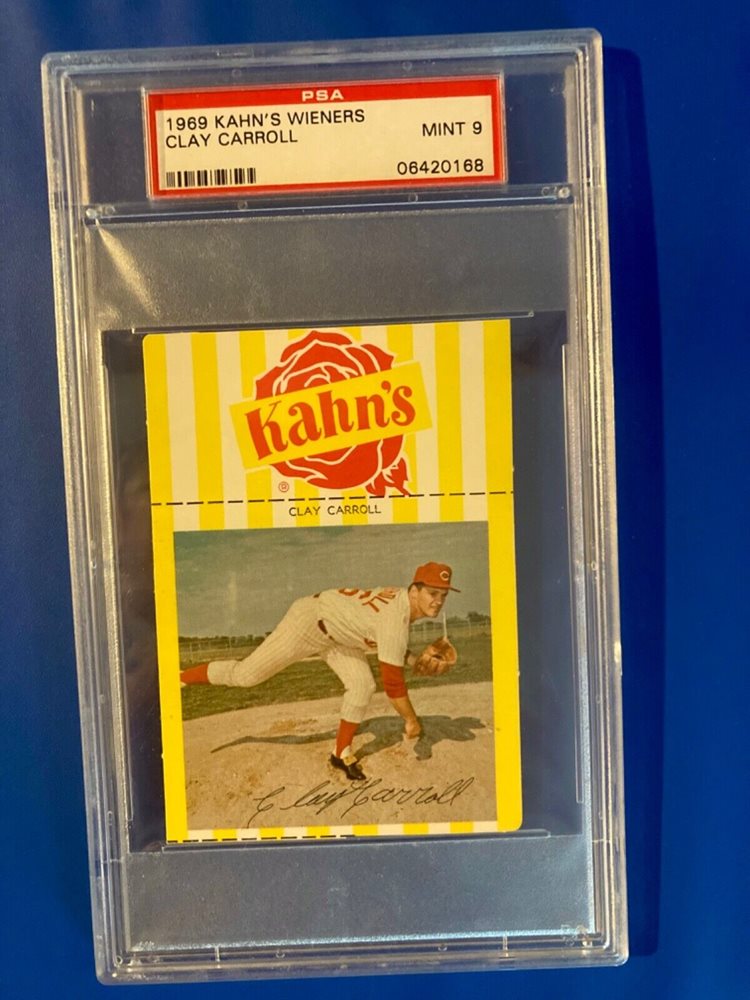 PSA
1969 KAHN'S WIENERS
CLAY CARROLL
MINT 9
06420168
Kahn's
®
CLAY CARROLL
C
Clay Carroll